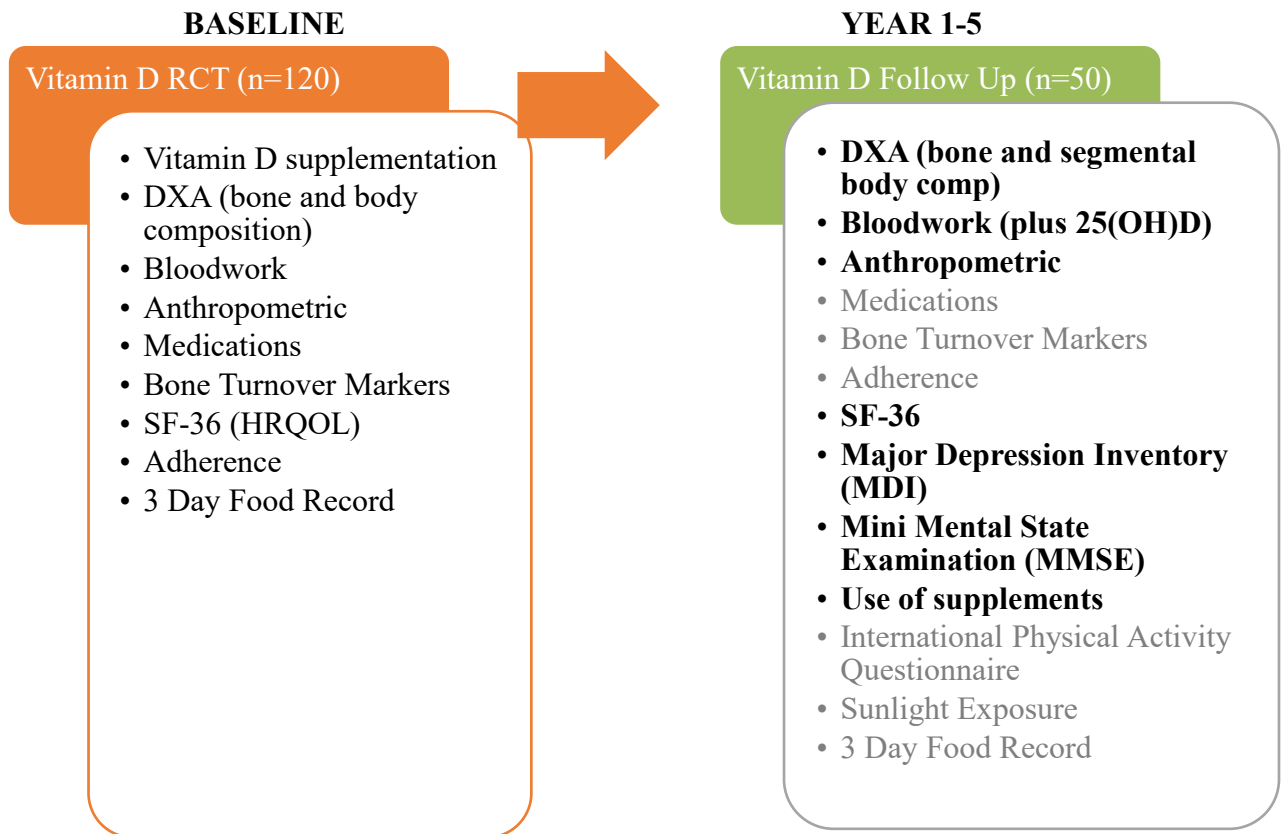 BASELINE
Vitamin D RCT (n=120)
• Vitamin D supplementation
• DXA (bone and body
composition)
• Bloodwork
• Anthropometric
• Medications
• Bone Turnover Markers
• SF-36 (HRQOL)
• Adherence
• 3 Day Food Record
YEAR 1-5
Vitamin D Follow Up (n=50)
• DXA (bone and segmental
body comp)
• Bloodwork (plus 25(OH)D)
• Anthropometric
• Medications
• Bone Turnover Markers
• Adherence
• SF-36
• Major Depression Inventory
(MDI)
• Mini Mental State
Examination (MMSE)
• Use of supplements
• International Physical Activity
Questionnaire
• Sunlight Exposure
• 3 Day Food Record